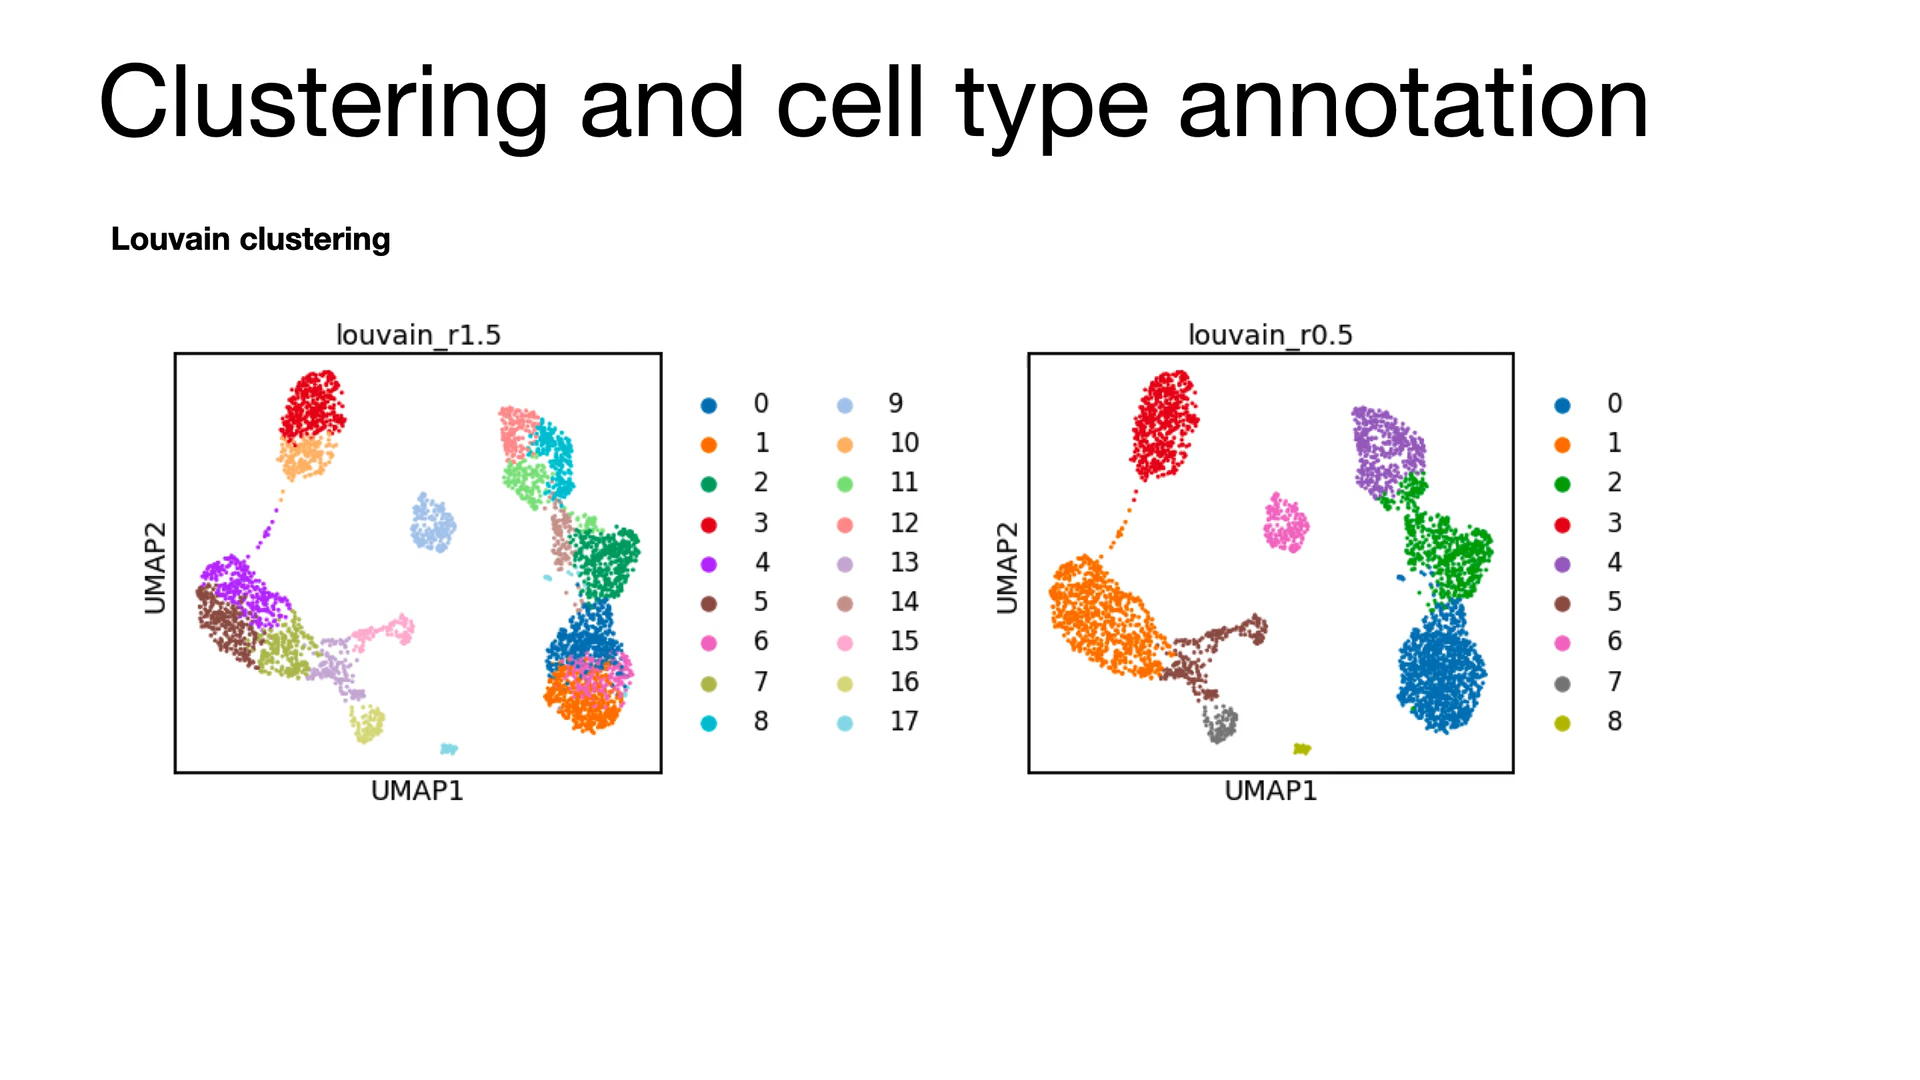 Clustering and cell type annotation
Louvain clustering
louvain_r1.5
UMAP2
UMAP1
0 9
1 10
2 11
3 12
4 13
5 14
6 15
7 16
8 17
louvain_r0.5
UMAP2
UMAP1
0
1
2
3
4
5
6
7
8